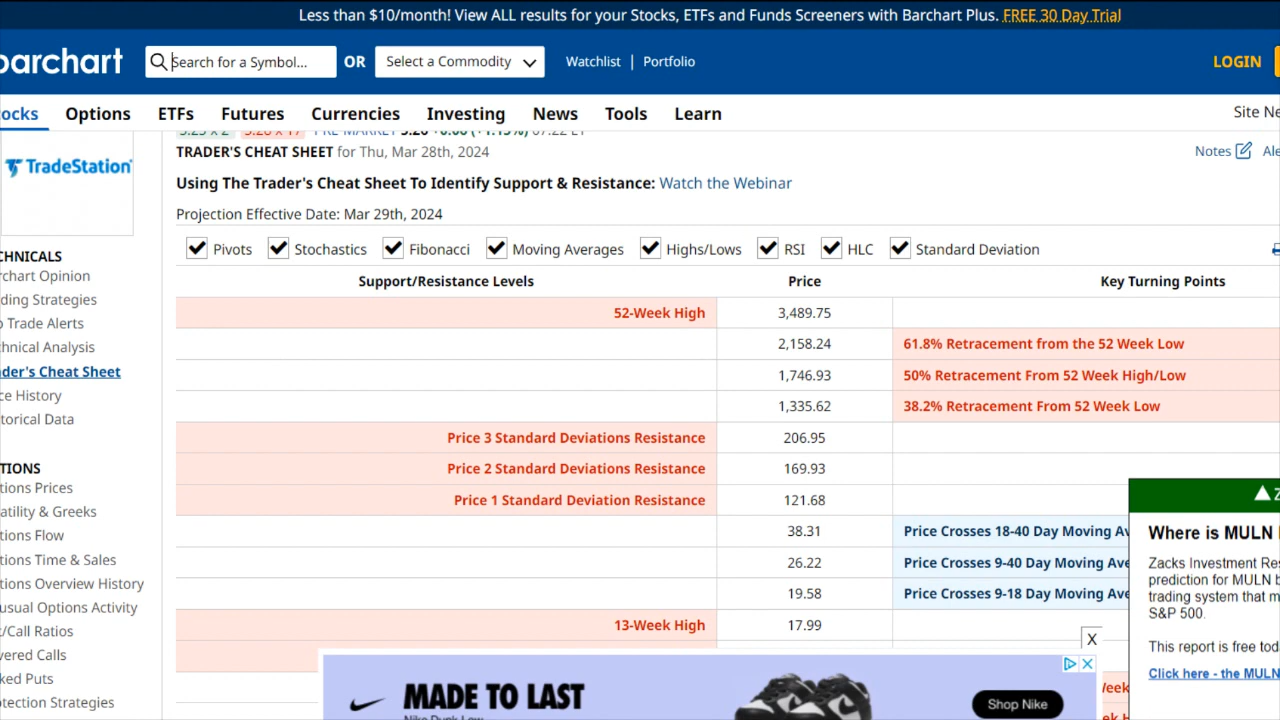 Less than $10/month! View ALL results for your Stocks, ETFs and Funds Screeners with Barchart Plus. FREE 30 Day Trial
barchart Search for a Symbol... OR Select a Commodity Watchlist | Portfolio LOGIN
ocks Options ETFs Futures Currencies Investing News Tools Learn Site Ne
TRADER'S CHEAT SHEET for Thu, Mar 28th, 2024 Notes Ale
TradeStation
Using The Trader's Cheat Sheet To Identify Support & Resistance: Watch the Webinar
Projection Effective Date: Mar 29th, 2024
Pivots Stochastics Fibonacci Moving Averages Highs/Lows RSI HLC Standard Deviation
CHNICALS
rchart Opinion
ding Strategies
o Trade Alerts
chnical Analysis
der's Cheat Sheet
ce History
torical Data
TIONS
tions Prices
atility & Greeks
tions Flow
tions Time & Sales
tions Overview History
usual Options Activity
t/Call Ratios
vered Calls
ked Puts
otection Strategies
Support/Resistance Levels Price Key Turning Points
52-Week High 3,489.75
2,158.24 61.8% Retracement from the 52 Week Low
1,746.93 50% Retracement From 52 Week High/Low
1,335.62 38.2% Retracement From 52 Week Low
Price 3 Standard Deviations Resistance 206.95
Price 2 Standard Deviations Resistance 169.93
Price 1 Standard Deviation Resistance 121.68
38.31 Price Crosses 18-40 Day Moving Av
26.22 Price Crosses 9-40 Day Moving Ave
19.58 Price Crosses 9-18 Day Moving Ave
13-Week High 17.99
Where is MULN
Zacks Investment Res
prediction for MULN b
trading system that m
S&P 500.
This report is free tod
Click here - the MULN
X
MADE TO LAST
Nike Dunk Low
Shop Nike